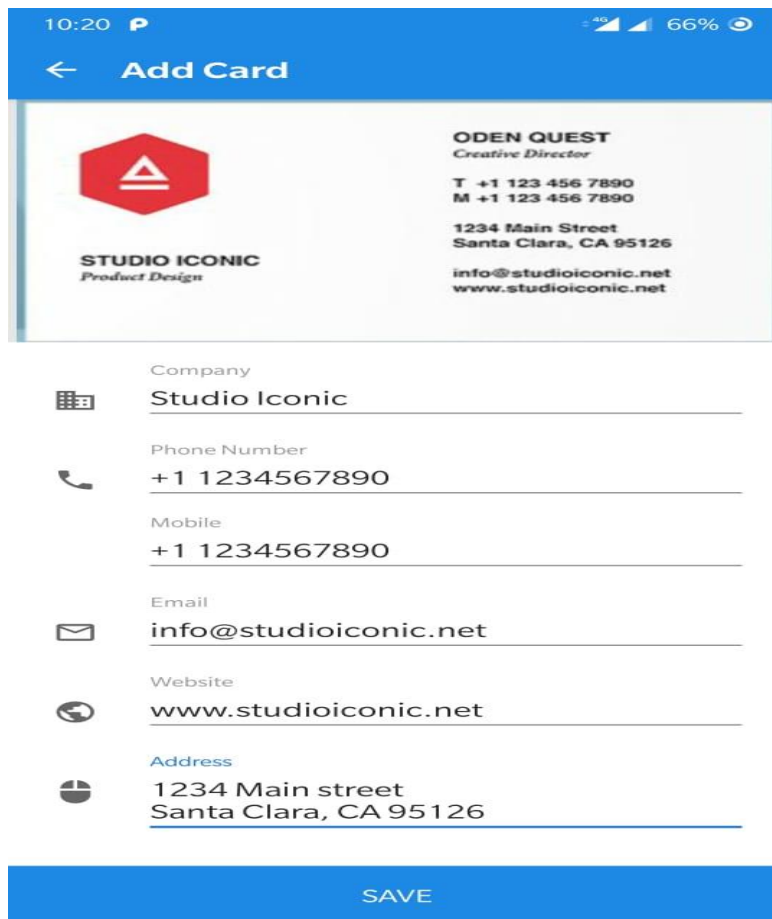 10:20 P 4G 66%
Add Card
STUDIO ICONIC
Product Design
ODEN QUEST
Creative Director
T +1 123 456 7890
M +1 123 456 7890
1234 Main Street
Santa Clara, CA 95126
info@studioiconic.net
www.studioiconic.net
Company
Studio Iconic
Phone Number
+1 1234567890
Mobile
+1 1234567890
Email
info@studioiconic.net
Website
www.studioiconic.net
Address
1234 Main street
Santa Clara, CA 95126
SAVE